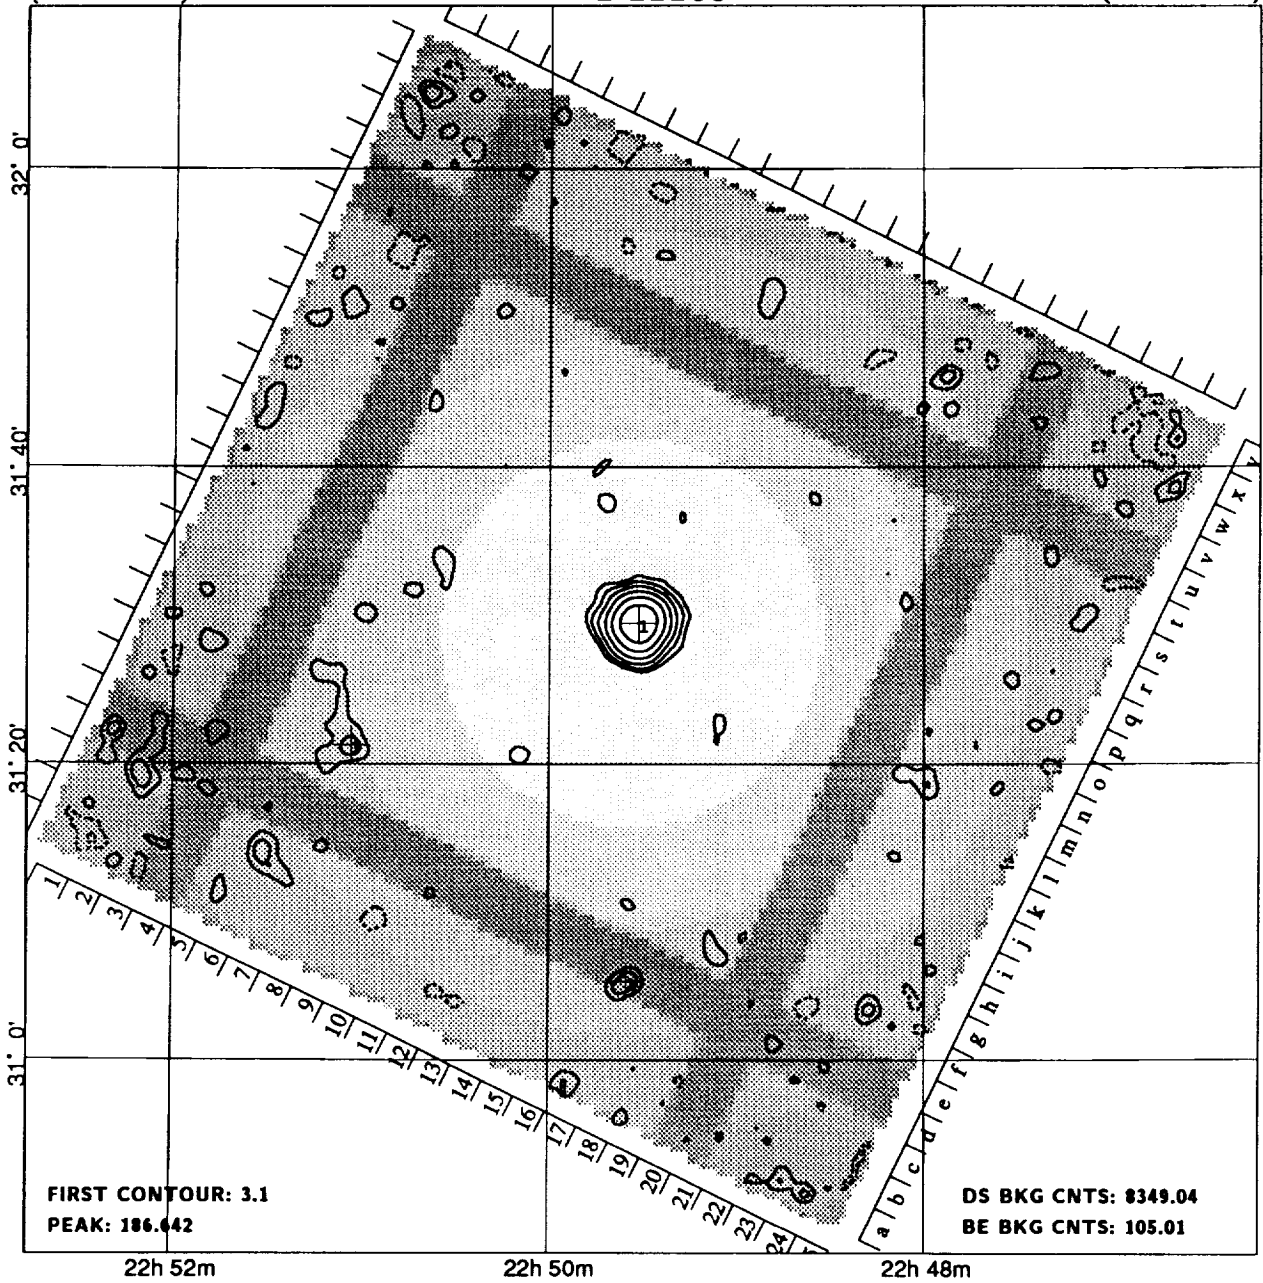 32° 0'
31° 40'
31° 20'
31° 0'
1
1 2 3 4 5 6 7 8 9 10 11 12 13 14 15 16 17 18 19 20 21 22 23 24
a b c d e f g h i j k l m n o p q r s t u v w x y
FIRST CONTOUR: 3.1
PEAK: 186.642
DS BKG CNTS: 8349.04
BE BKG CNTS: 105.01
22h 52m
22h 50m
22h 48m